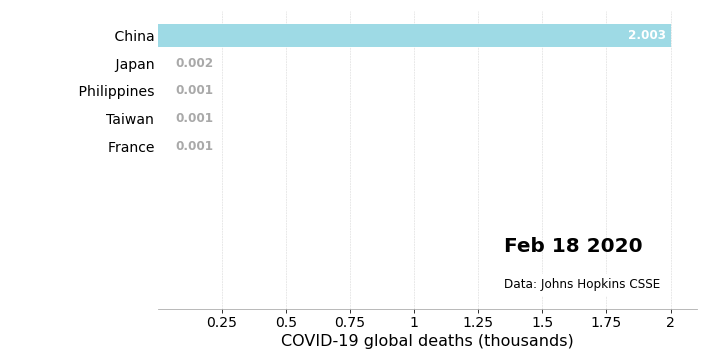 China 2.003
Japan 0.002
Philippines 0.001
Taiwan 0.001
France 0.001
Feb 18 2020
Data: Johns Hopkins CSSE
0.25 0.5 0.75 1 1.25 1.5 1.75 2
COVID-19 global deaths (thousands)